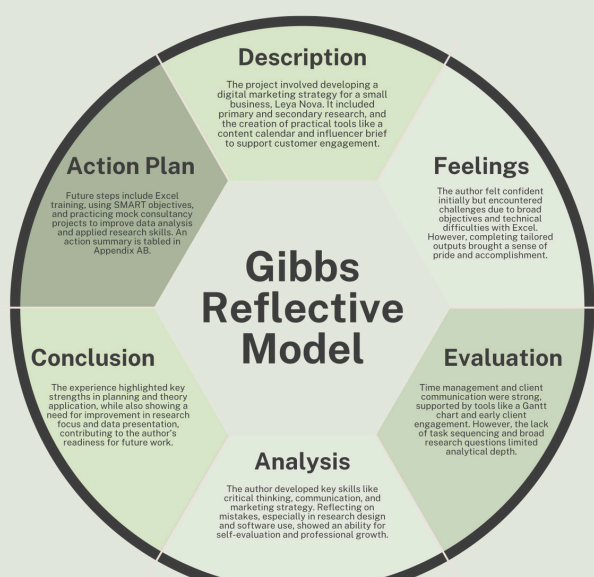 Description
The project involved developing a
digital marketing strategy for a small
business, Leya Nova. It included
primary and secondary research, and
the creation of practical tools like a
content calendar and influencer brief
to support customer engagement.
Feelings
The author felt confident
initially but encountered
challenges due to broad
objectives and technical
difficulties with Excel.
However, completing tailored
outputs brought a sense of
pride and accomplishment.
Evaluation
Time management and client
communication were strong,
supported by tools like a Gantt
chart and early client
engagement. However, the lack
of task sequencing and broad
research questions limited
analytical depth.
Analysis
The author developed key skills like
critical thinking, communication, and
marketing strategy. Reflecting on
mistakes, especially in research design
and software use, showed an ability for
self-evaluation and professional growth.
Conclusion
The experience highlighted key
strengths in planning and theory
application, while also showing a
need for improvement in research
focus and data presentation,
contributing to the author's
readiness for future work.
Action Plan
Future steps include Excel
training, using SMART objectives,
and practicing mock consultancy
projects to improve data analysis
and applied research skills. An
action summary is tabled in
Appendix AB.
Gibbs
Reflective
Model